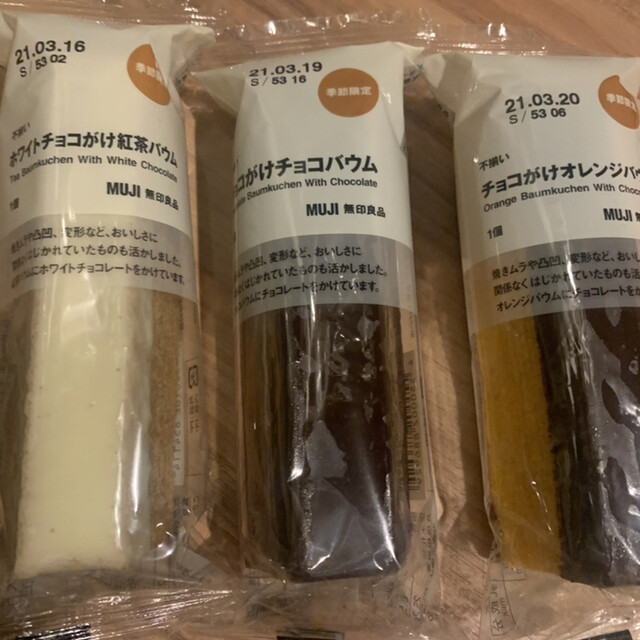 21.03.16
S / 53 02
季節限
不揃い
ホワイトチョコがけ紅茶バウム
Tea Baumkuchen With White Chocolate
1個
MUJI 無印良品
焼きムラや凸凹、変形など、おいしさに
はじかれていたものも活かしました。
バウムにホワイトチョコレートをかけています。
21.03.19
S / 53 16
季節限定
コがけチョコバウム
Baumkuchen With Chocolate
MUJI 無印良品
凸凹、変形など、おいしさに
はじかれていたものも活かしました。
バウムにチョコレートをかけています。
21.03.20
S / 53 06
季節
不揃い
チョコがけオレンジバ
Orange Baumkuchen With Choco
1個
MUJI 無印
焼きムラや凸凹、変形など、おいし
関係なくはじかれていたものも活
オレンジバウムにチョコレートをか